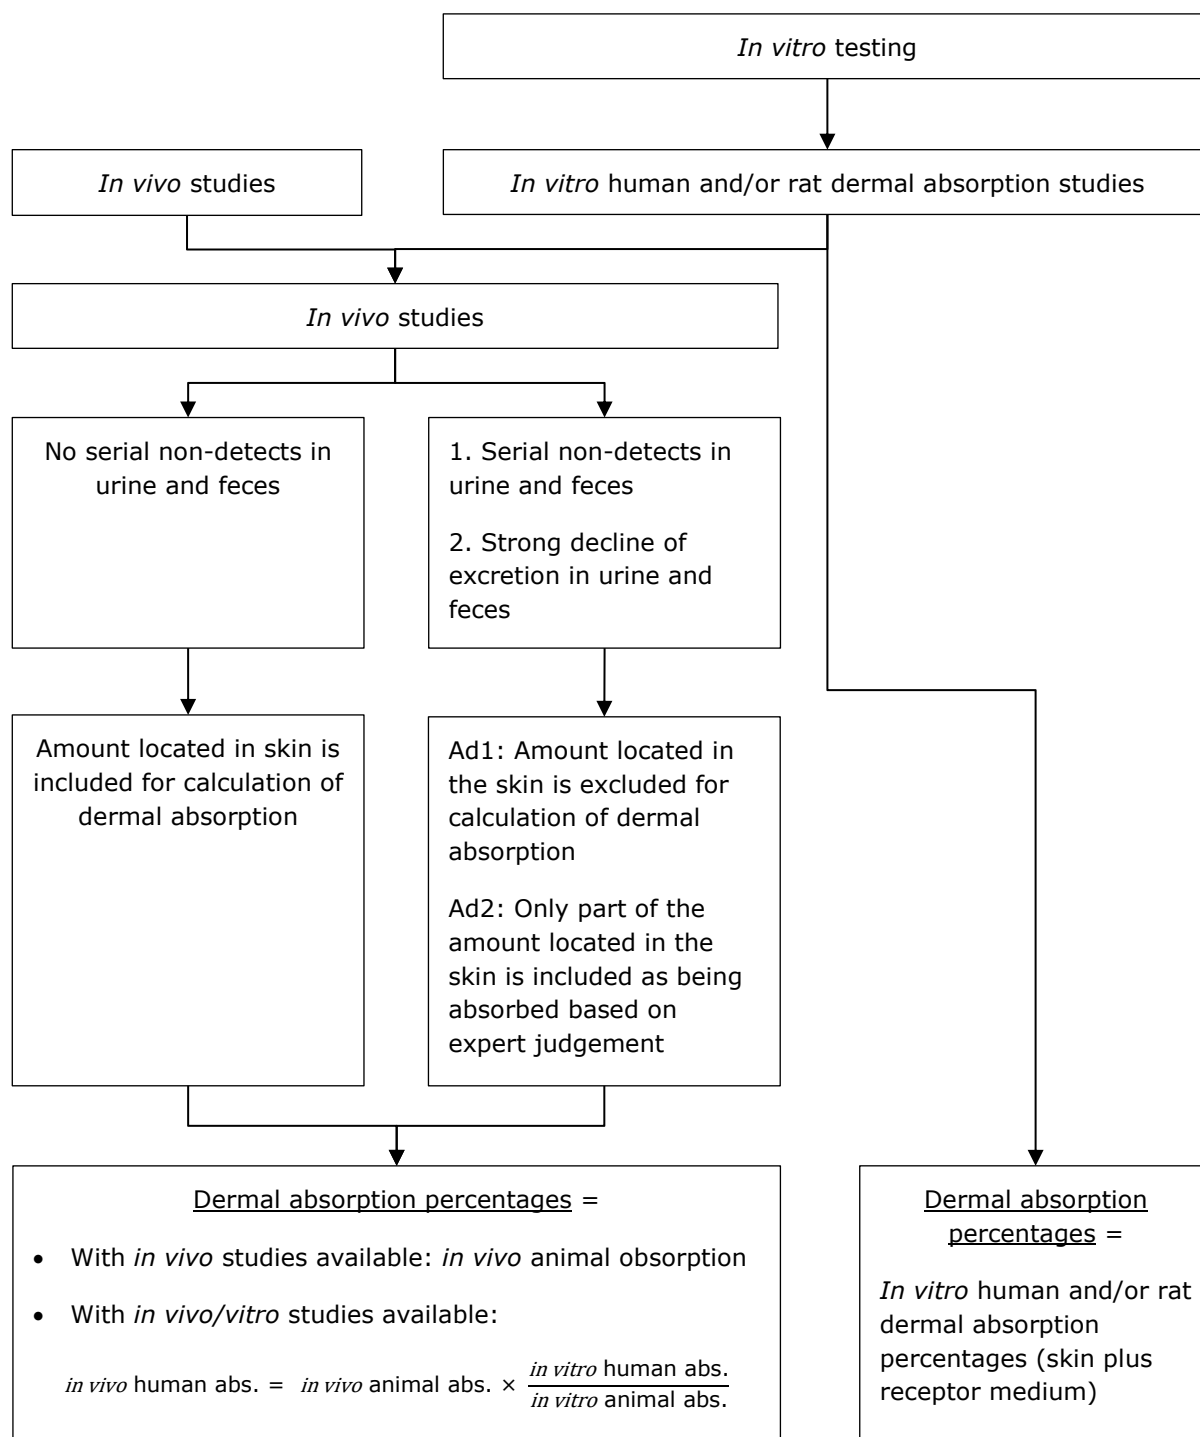 In vitro testing
In vivo studies
In vitro human and/or rat dermal absorption studies
In vivo studies
No serial non-detects in
urine and feces
1. Serial non-detects in
urine and feces
2. Strong decline of
excretion in urine and
feces
Amount located in skin is
included for calculation of
dermal absorption
Ad1: Amount located in
the skin is excluded for
calculation of dermal
absorption
Ad2: Only part of the
amount located in the
skin is included as being
absorbed based on
expert judgement
Dermal absorption percentages =
• With in vivo studies available: in vivo animal obsorption
• With in vivo/vitro studies available:
in vivo human abs. = in vivo animal abs. × in vitro human abs.
in vitro animal abs.
Dermal absorption
percentages =
In vitro human and/or rat
dermal absorption
percentages (skin plus
receptor medium)